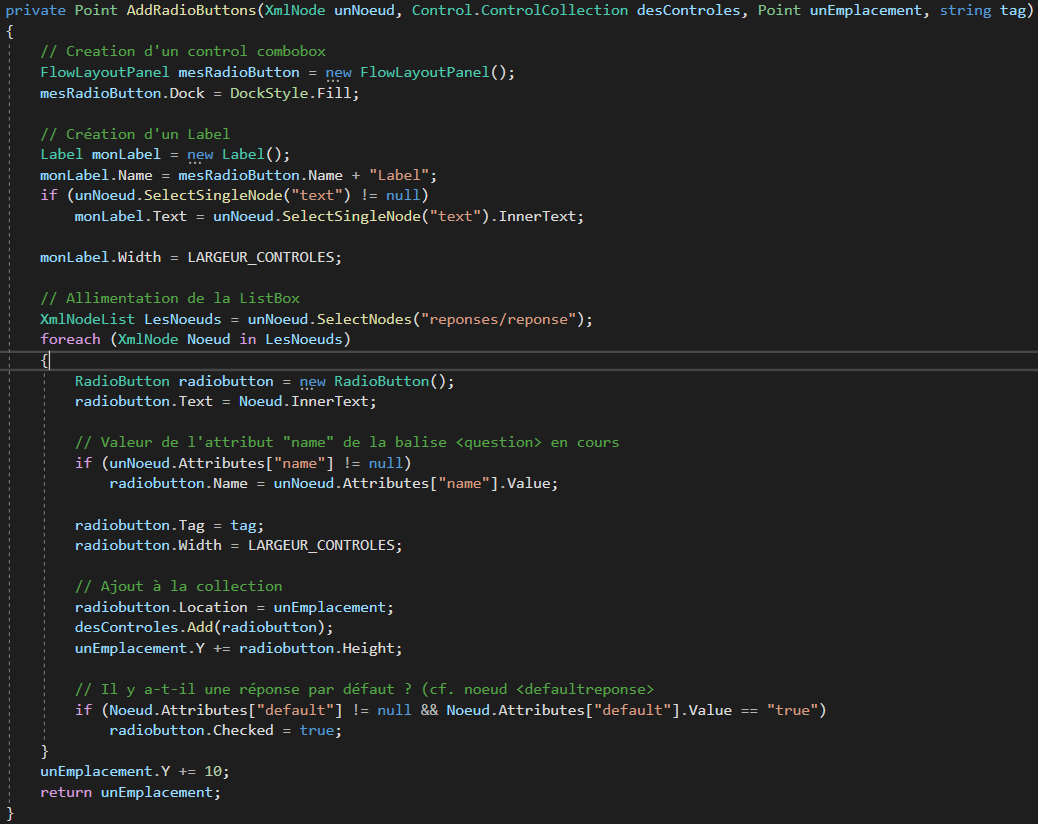 private Point AddRadioButtons(XmlNode unNoeud, Control.ControlCollection desControles, Point unEmplacement, string tag)
{
    // Creation d'un control combobox
    FlowLayoutPanel mesRadioButton = new FlowLayoutPanel();
    mesRadioButton.Dock = DockStyle.Fill;

    // Création d'un Label
    Label monLabel = new Label();
    monLabel.Name = mesRadioButton.Name + "Label";
    if (unNoeud.SelectSingleNode("text") != null)
        monLabel.Text = unNoeud.SelectSingleNode("text").InnerText;

    monLabel.Width = LARGEUR_CONTROLES;

    // Allimentation de la ListBox
    XmlNodeList LesNoeuds = unNoeud.SelectNodes("reponses/reponse");
    foreach (XmlNode Noeud in LesNoeuds)
    {
        RadioButton radiobutton = new RadioButton();
        radiobutton.Text = Noeud.InnerText;

        // Valeur de l'attribut "name" de la balise <question> en cours
        if (unNoeud.Attributes["name"] != null)
            radiobutton.Name = unNoeud.Attributes["name"].Value;

        radiobutton.Tag = tag;
        radiobutton.Width = LARGEUR_CONTROLES;

        // Ajout à la collection
        radiobutton.Location = unEmplacement;
        desControles.Add(radiobutton);
        unEmplacement.Y += radiobutton.Height;

        // Il y a-t-il une réponse par défaut ? (cf. noeud <defaultreponse>
        if (Noeud.Attributes["default"] != null && Noeud.Attributes["default"].Value == "true")
            radiobutton.Checked = true;
    }
    unEmplacement.Y += 10;
    return unEmplacement;
}